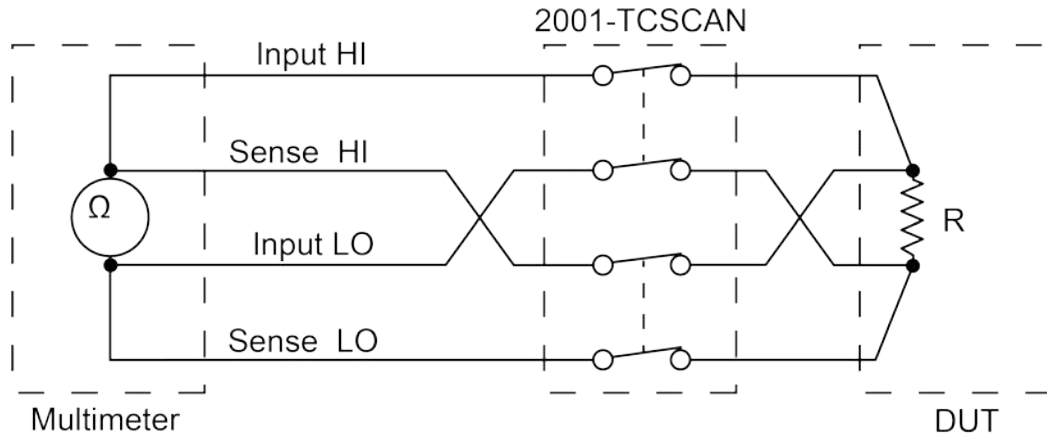 2001-TCSCAN
Input HI
Sense HI
Ω
Input LO
R
Sense LO
Multimeter
DUT